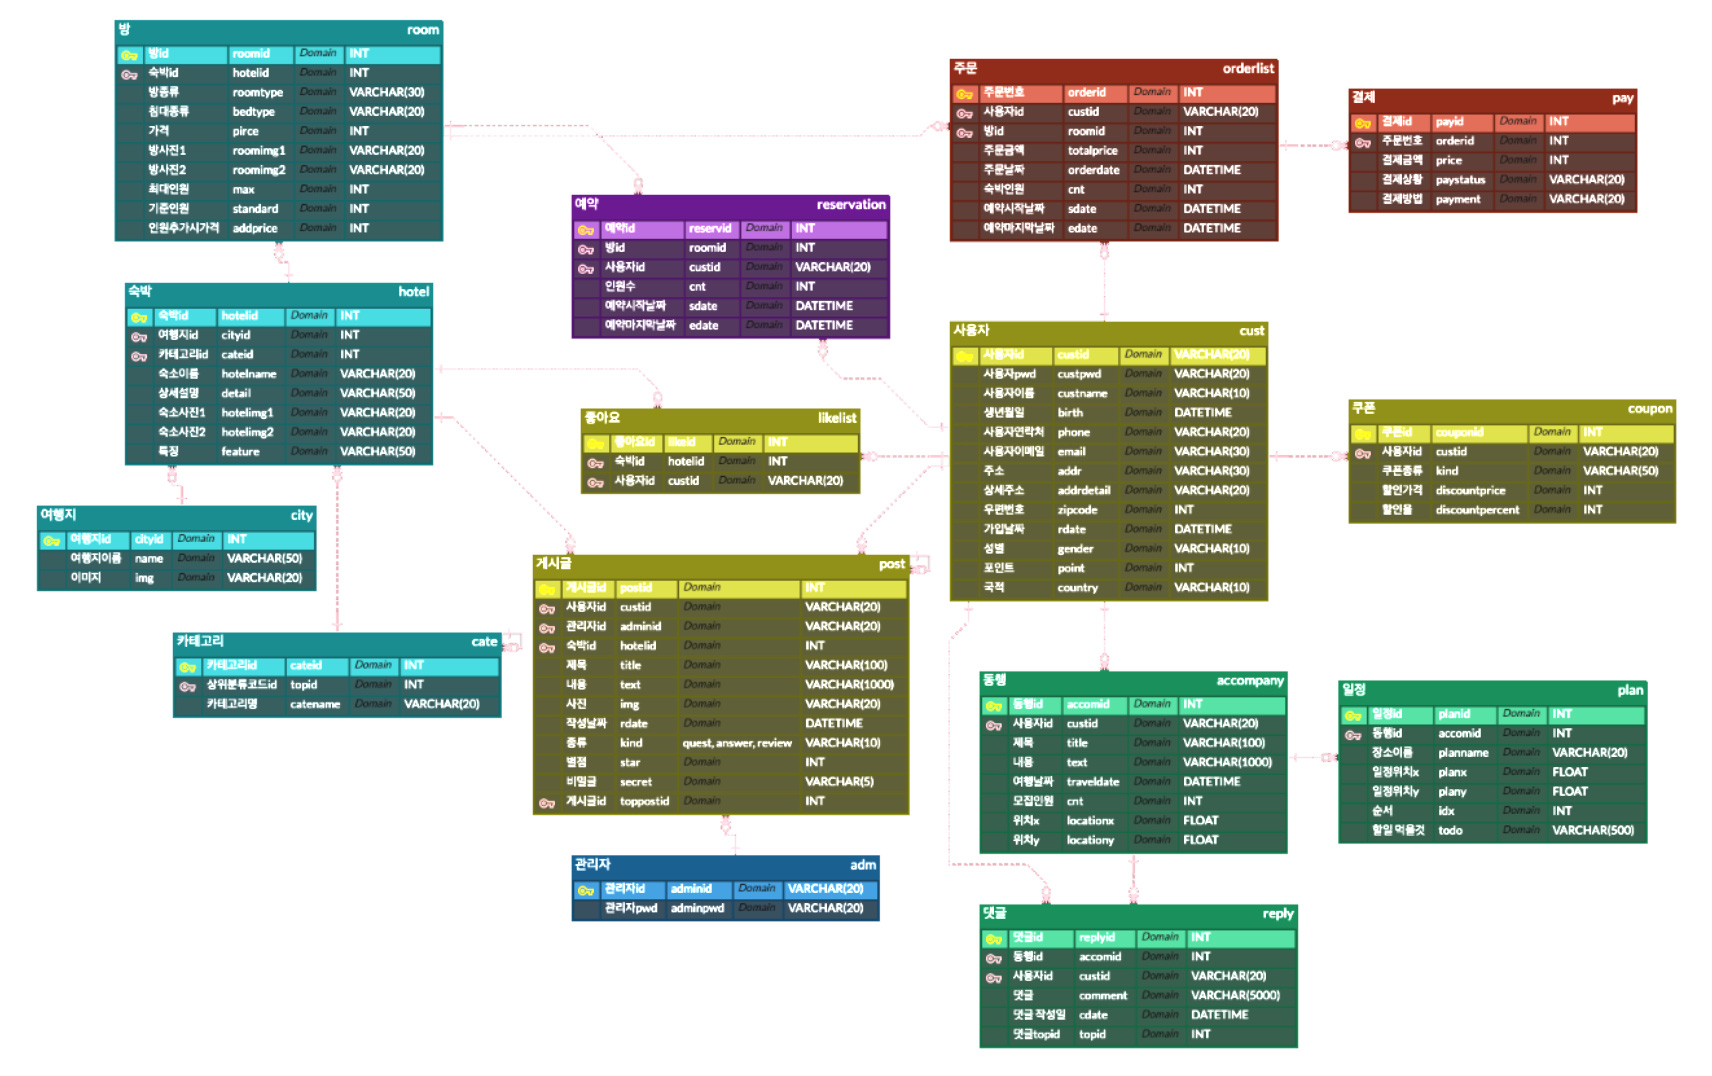 방 room
방id roomid Domain INT
숙박id hotelid Domain INT
방종류 roomtype Domain VARCHAR(30)
침대종류 bedtype Domain VARCHAR(20)
가격 pirce Domain INT
방사진1 roomimg1 Domain VARCHAR(20)
방사진2 roomimg2 Domain VARCHAR(20)
최대인원 max Domain INT
기준인원 standard Domain INT
인원추가시가격 addprice Domain INT
주문 orderlist
주문번호 orderid Domain INT
사용자id custid Domain VARCHAR(20)
방id roomid Domain INT
주문금액 totalprice Domain INT
주문날짜 orderdate Domain DATETIME
숙박인원 cnt Domain INT
예약시작날짜 sdate Domain DATETIME
예약마지막날짜 edate Domain DATETIME
결제 pay
결제id payid Domain INT
주문번호 orderid Domain INT
결제금액 price Domain INT
결제상황 paystatus Domain VARCHAR(20)
결제방법 payment Domain VARCHAR(20)
예약 reservation
예약id reservid Domain INT
방id roomid Domain INT
사용자id custid Domain VARCHAR(20)
인원수 cnt Domain INT
예약시작날짜 sdate Domain DATETIME
예약마지막날짜 edate Domain DATETIME
숙박 hotel
숙박id hotelid Domain INT
여행지id cityid Domain INT
카테고리id cateid Domain INT
숙소이름 hotelname Domain VARCHAR(20)
상세설명 detail Domain VARCHAR(50)
숙소사진1 hotelimg1 Domain VARCHAR(20)
숙소사진2 hotelimg2 Domain VARCHAR(20)
특징 feature Domain VARCHAR(50)
사용자 cust
사용자id custid Domain VARCHAR(20)
사용자pwd custpwd Domain VARCHAR(20)
사용자이름 custname Domain VARCHAR(10)
생년월일 birth Domain DATETIME
사용자연락처 phone Domain VARCHAR(20)
사용자이메일 email Domain VARCHAR(30)
주소 addr Domain VARCHAR(30)
상세주소 addrdetail Domain VARCHAR(20)
우편번호 zipcode Domain INT
가입날짜 rdate Domain DATETIME
성별 gender Domain VARCHAR(10)
포인트 point Domain INT
국적 country Domain VARCHAR(10)
좋아요 likelist
좋아요id likeid Domain INT
숙박id hotelid Domain INT
사용자id custid Domain VARCHAR(20)
쿠폰 coupon
쿠폰id couponid Domain INT
사용자id custid Domain VARCHAR(20)
쿠폰종류 kind Domain VARCHAR(50)
할인가격 discountprice Domain INT
할인율 discountpercent Domain INT
여행지 city
여행지id cityid Domain INT
여행지이름 name Domain VARCHAR(50)
이미지 img Domain VARCHAR(20)
게시글 post
게시글id postid Domain INT
사용자id custid Domain VARCHAR(20)
관리자id adminid Domain VARCHAR(20)
숙박id hotelid Domain INT
제목 title Domain VARCHAR(100)
내용 text Domain VARCHAR(1000)
사진 img Domain VARCHAR(20)
작성날짜 rdate Domain DATETIME
종류 kind quest, answer, review VARCHAR(10)
별점 star Domain INT
비밀글 secret Domain VARCHAR(5)
게시글id toppostid Domain INT
카테고리 cate
카테고리id cateid Domain INT
상위분류코드id topid Domain INT
카테고리명 catename Domain VARCHAR(20)
동행 accompany
동행id accomid Domain INT
사용자id custid Domain VARCHAR(20)
제목 title Domain VARCHAR(100)
내용 text Domain VARCHAR(1000)
여행날짜 traveldate Domain DATETIME
모집인원 cnt Domain INT
위치x locationx Domain FLOAT
위치y locationy Domain FLOAT
일정 plan
일정id planid Domain INT
동행id accomid Domain INT
장소이름 planname Domain VARCHAR(20)
일정위치x planx Domain FLOAT
일정위치y plany Domain FLOAT
순서 idx Domain INT
할일 먹을것 todo Domain VARCHAR(500)
관리자 adm
관리자id adminid Domain VARCHAR(20)
관리자pwd adminpwd Domain VARCHAR(20)
댓글 reply
댓글id replyid Domain INT
동행id accomid Domain INT
사용자id custid Domain VARCHAR(20)
댓글 comment Domain VARCHAR(5000)
댓글 작성일 cdate Domain DATETIME
댓글topid topid Domain INT